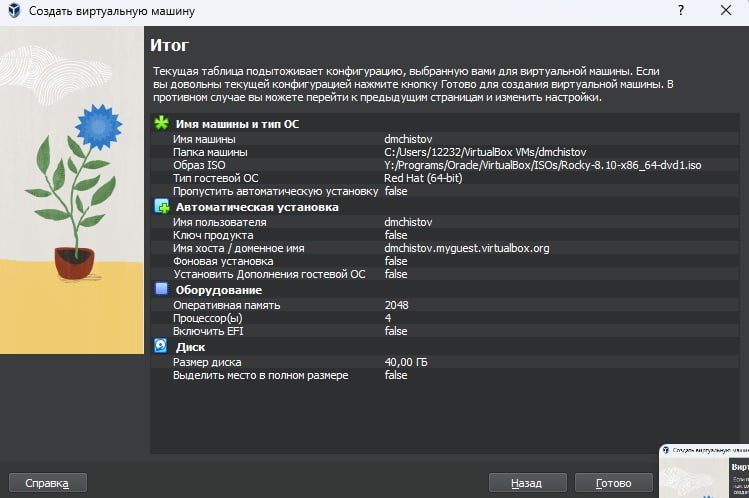 Создать виртуальную машину
?
Итог
Текущая таблица подытоживает конфигурацию, выбранную вами для виртуальной машины. Если
вы довольны текущей конфигурацией нажмите кнопку Готово для создания виртуальной машины. В
противном случае вы можете перейти к предыдущим страницам и изменить настройки.
Имя машины и тип ОС
Имя машины dmchistov
Папка машины C:/Users/12232/VirtualBox VMs/dmchistov
Образ ISO Y:/Programs/Oracle/VirtualBox/ISOs/Rocky-8.10-x86_64-dvd1.iso
Тип гостевой ОС Red Hat (64-bit)
Пропустить автоматическую установку false
Автоматическая установка
Имя пользователя dmchistov
Ключ продукта false
Имя хоста / доменное имя dmchistov.myguest.virtualbox.org
Фоновая установка false
Установить Дополнения гостевой ОС false
Оборудование
Оперативная память 2048
Процессор(ы) 4
Включить EFI false
Диск
Размер диска 40,00 ГБ
Выделить место в полном размере false
Справка Назад Готово
Создать виртуальную